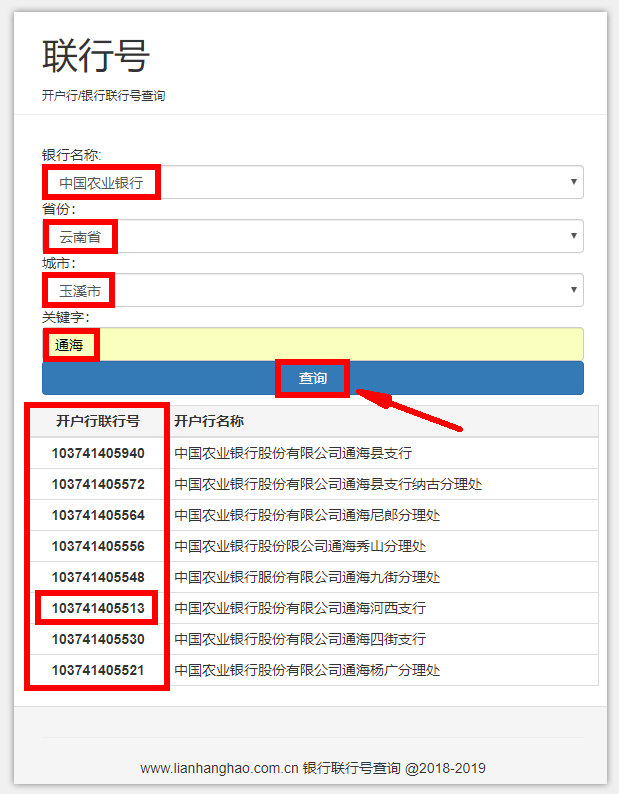 联行号
开户行/银行联行号查询
银行名称:
中国农业银行
省份：
云南省
城市：
玉溪市
关键字：
通海
查询
开户行联行号 开户行名称
103741405940 中国农业银行股份有限公司通海县支行
103741405572 中国农业银行股份有限公司通海县支行纳古分理处
103741405564 中国农业银行股份有限公司通海尼郎分理处
103741405556 中国农业银行股份限公司通海秀山分理处
103741405548 中国农业银行服份有限公司通海九街分理处
103741405513 中国农业银行股份有限公司通海河西支行
103741405530 中国农业银行股份有限公司通海四街支行
103741405521 中国农业银行股份有限公司通海杨广分理处
www.lianhanghao.com.cn 银行联行号查询 @2018-2019